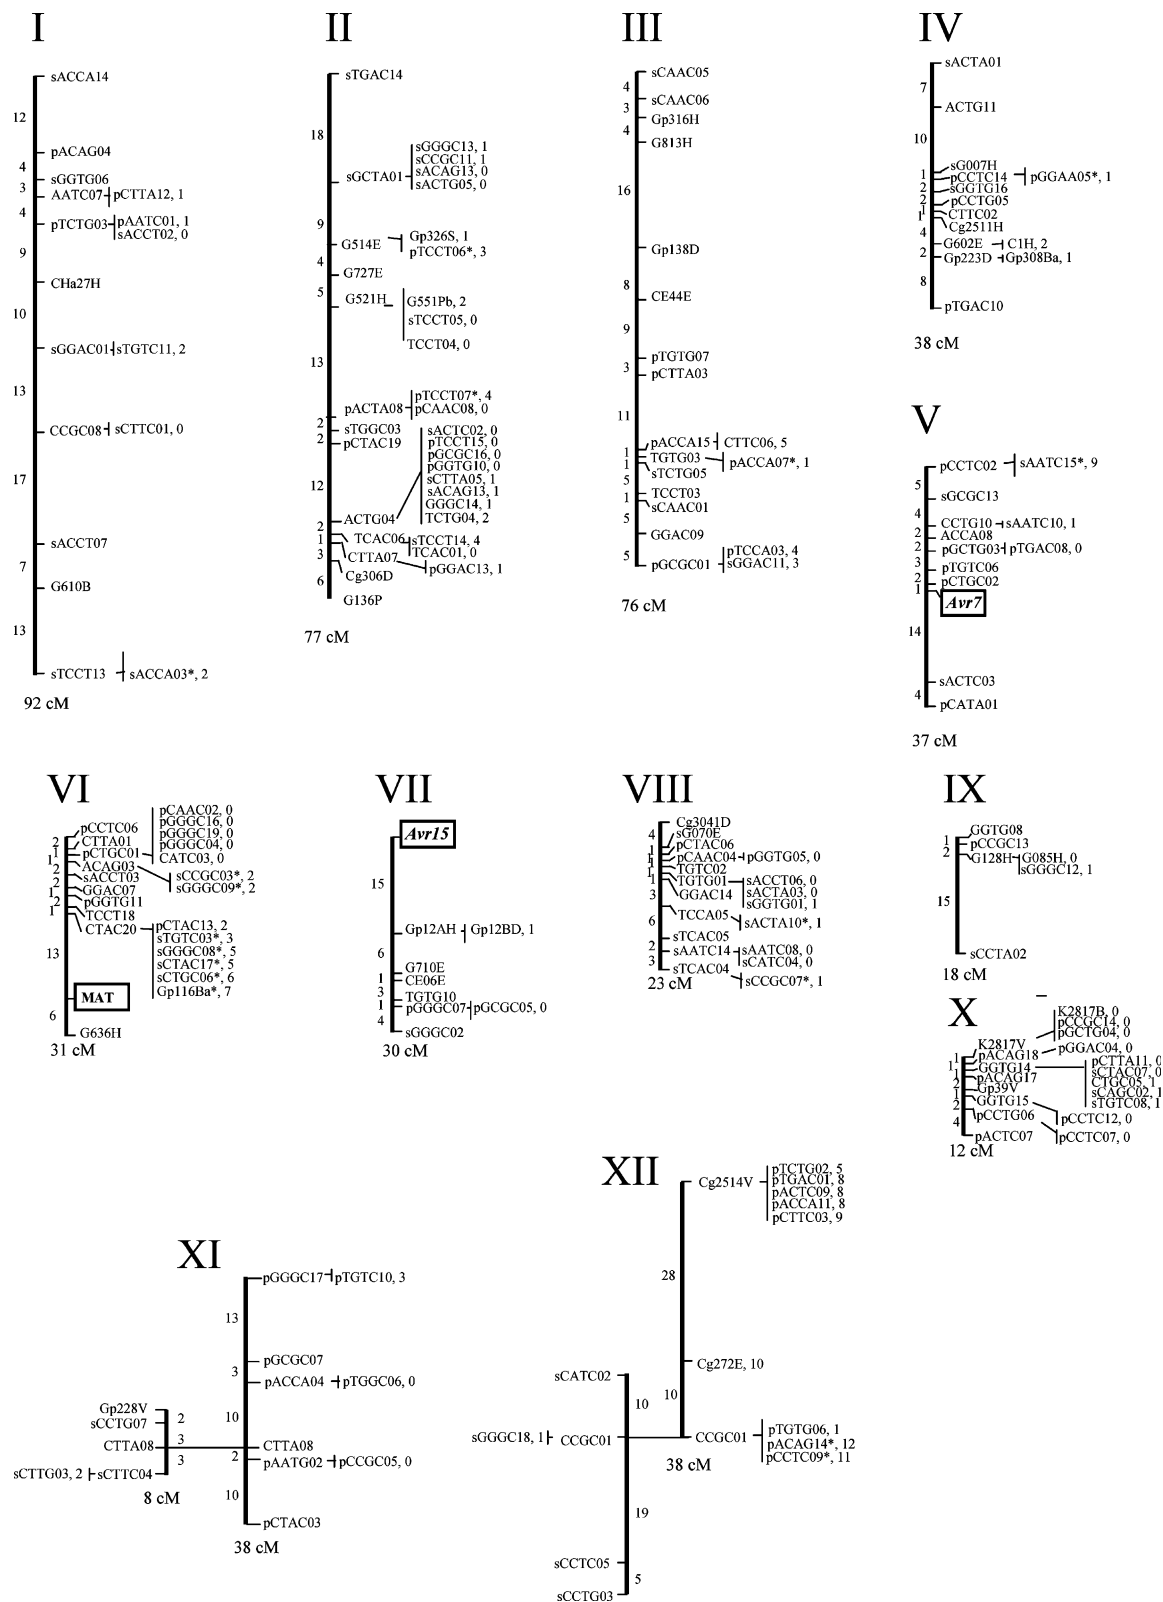 I
sACCA14
12
pACAG04
4
sGGTG06
3
AATC07 pCTTA12, 1
4
pTCTG03 pAATC01, 1
sACCT02, 0
9
CHa27H
10
sGGAC01 sTGTC11, 2
13
CCGC08 sCTTC01, 0
17
sACCT07
7
G610B
13
sTCCT13 sACCA03*, 2
92 cM
II
sTGAC14
18
sGCTA01
sGGGC13, 1
sCCGC11, 1
sACAG13, 0
sACTG05, 0
9
G514E
Gp326S, 1
pTCCT06*, 3
4
G727E
5
G521H
G551Pb, 2
sTCCT05, 0
TCCT04, 0
13
pACTA08
pTCCT07*, 4
pCAAC08, 0
2
sTGGC03
2
pCTAC19
12
sACTC02, 0
pTCCT15, 0
pGCGC16, 0
pGGTG10, 0
sCTTA05, 1
sACAG13, 1
GGGC14, 1
TCTG04, 2
ACTG04
2
TCAC06
sTCCT14, 4
TCAC01, 0
1
CTTA07 pGGAC13, 1
3
Cg306D
6
G136P
77 cM
III
sCAAC05
4
sCAAC06
3
Gp316H
4
G813H
16
Gp138D
8
CE44E
9
pTGTG07
3
pCTTA03
11
pACCA15 CTTC06, 5
1
TGTG03 pACCA07*, 1
1
sTCTG05
5
TCCT03
1
sCAAC01
5
GGAC09
5
pGCGC01
pTCCA03, 4
sGGAC11, 3
76 cM
IV
sACTA01
7
ACTG11
10
sG007H
1
pCCTC14 pGGAA05*, 1
2
sGGTG16
2
pCCTG05
1
CTTC02
1
Cg2511H
4
G602E C1H, 2
2
Gp223D Gp308Ba, 1
8
pTGAC10
38 cM
V
pCCTC02 sAATC15*, 9
5
sGCGC13
4
CCTG10 sAATC10, 1
2
ACCA08
2
pGCTG03 pTGAC08, 0
3
pTGTC06
2
pCTGC02
1
Avr7
14
sACTC03
4
pCATA01
37 cM
VI
pCCTC06
2
CTTA01
1
pCTGC01
pCAAC02, 0
pGGGC16, 0
pGGGC19, 0
pGGGC04, 0
CATC03, 0
1
ACAG03
sCCGC03*, 2
sGGGC09*, 2
2
sACCT03
2
GGAC07
1
pGGTG11
2
TCCT18
1
CTAC20
pCTAC13, 2
sTGTC03*, 3
sGGGC08*, 5
sCTAC17*, 5
sCTGC06*, 6
Gp116Ba*, 7
13
MAT
6
G636H
31 cM
VII
Avr15
15
Gp12AH Gp12BD, 1
6
G710E
1
CE06E
3
TGTG10
1
pGGGC07 pGCGC05, 0
4
sGGGC02
30 cM
VIII
Cg3041D
4
sG070E
1
pCTAC06
1
pCAAC04 pGGTG05, 0
1
TGTC02
1
TGTG01
sACCT06, 0
sACTA03, 0
sGGTG01, 1
3
GGAC14
TCCA05 sACTA10*, 1
6
sTCAC05
2
sAATC14
sAATC08, 0
sCATC04, 0
3
sTCAC04 sCCGC07*, 1
23 cM
IX
GGTG08
1
pCCGC13
2
G128H
G085H, 0
sGGGC12, 1
15
sCCTA02
18 cM
X
K2817B, 0
pCCGC14, 0
pGCTG04, 0
K2817V
1
pACAG18 pGGAC04, 0
1
GGTG14
pCTTA11, 0
sCTAC07, 0
CTGC05, 1
sCAGC02, 1
sTGTC08, 1
1
pACAG17
2
Gp39V
1
GGTG15 pCCTC12, 0
2
pCCTG06 pCCTC07, 0
4
pACTC07
12 cM
XI
pGGGC17 pTGTC10, 3
13
pGCGC07
3
pACCA04 pTGGC06, 0
10
Gp228V
2
sCCTG07
3
CTTA08 CTTA08
2
pAATG02 pCCGC05, 0
3
sCTTG03, 2 sCTTC04
8 cM
10
pCTAC03
38 cM
XII
Cg2514V
pTCTG02, 5
pTGAC01, 8
pACTC09, 8
pACCA11, 8
pCTTC03, 9
28
Cg272E, 10
sCATC02
10 10
sGGGC18, 1 CCGC01 CCGC01
pTGTG06, 1
pACAG14*, 12
pCCTC09*, 11
38 cM
19
sCCTC05
5
sCCTG03